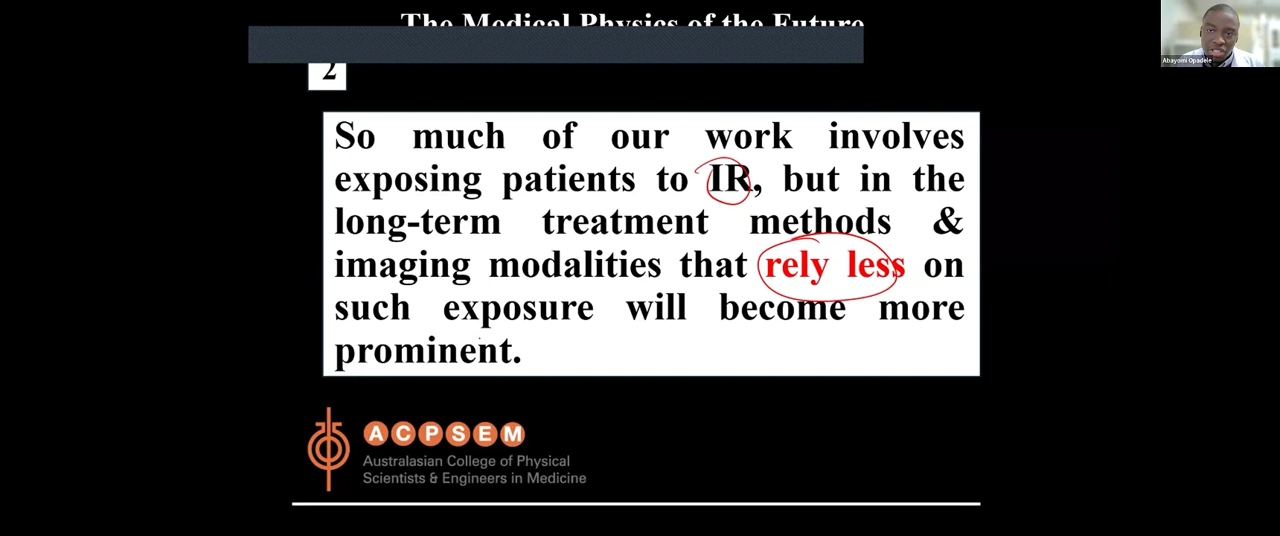 The Medical Physics of the Future
Abayomi Opadele
2
So much of our work involves
exposing patients to IR, but in the
long-term treatment methods &
imaging modalities that rely less on
such exposure will become more
prominent.
ACPSEM
Australasian College of Physical
Scientists & Engineers in Medicine